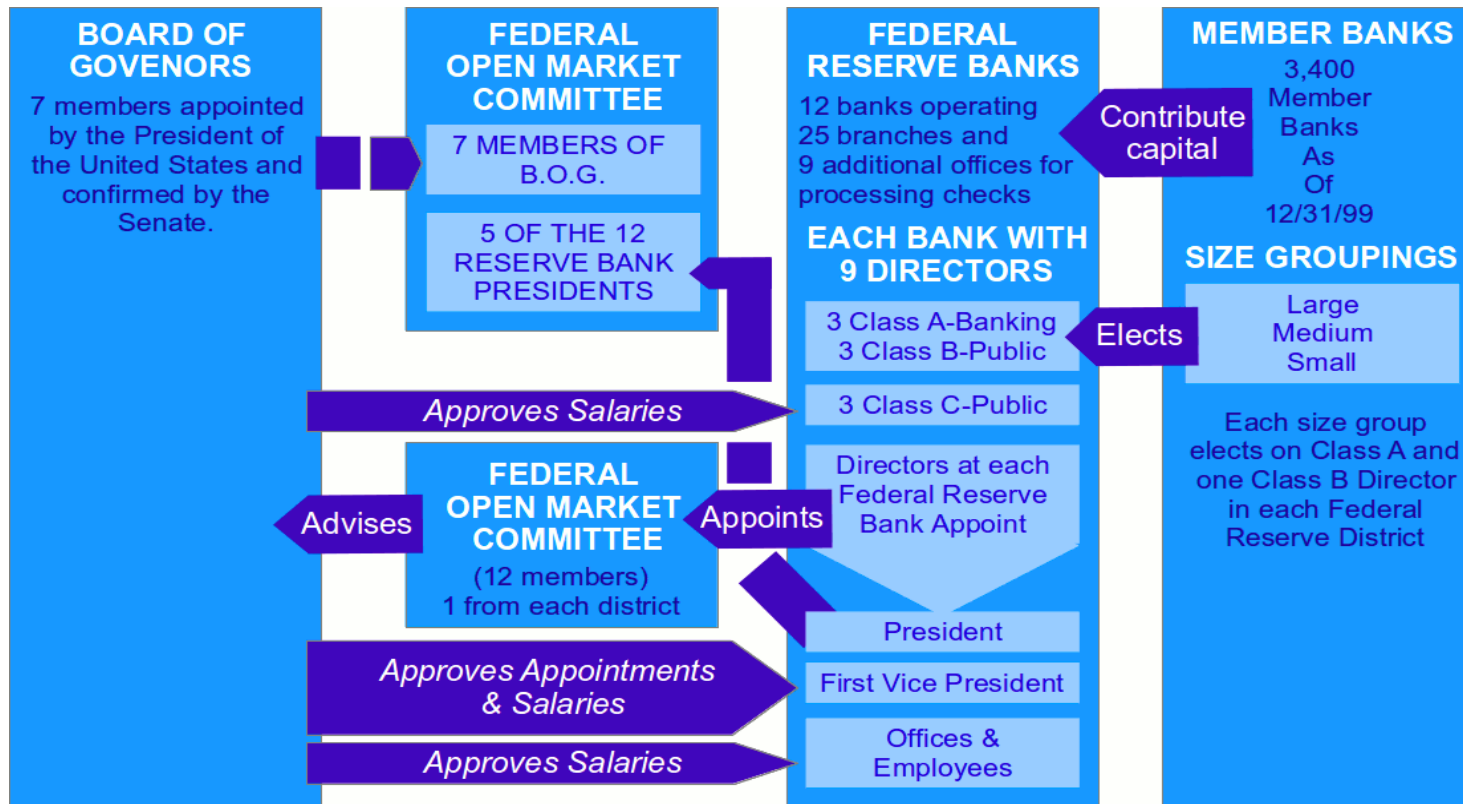 BOARD OF
GOVENORS
7 members appointed
by the President of
the United States and
confirmed by the
Senate.
FEDERAL
OPEN MARKET
COMMITTEE
7 MEMBERS OF
B.O.G.
5 OF THE 12
RESERVE BANK
PRESIDENTS
Approves Salaries
FEDERAL
OPEN MARKET
COMMITTEE
(12 members)
1 from each district
Advises
Appoints
Approves Appointments
& Salaries
Approves Salaries
FEDERAL
RESERVE BANKS
12 banks operating
25 branches and
9 additional offices for
processing checks
EACH BANK WITH
9 DIRECTORS
3 Class A-Banking
3 Class B-Public
3 Class C-Public
Directors at each
Federal Reserve
Bank Appoint
President
First Vice President
Offices &
Employees
Contribute
capital
Elects
MEMBER BANKS
3,400
Member
Banks
As
Of
12/31/99
SIZE GROUPINGS
Large
Medium
Small
Each size group
elects on Class A and
one Class B Director
in each Federal
Reserve District